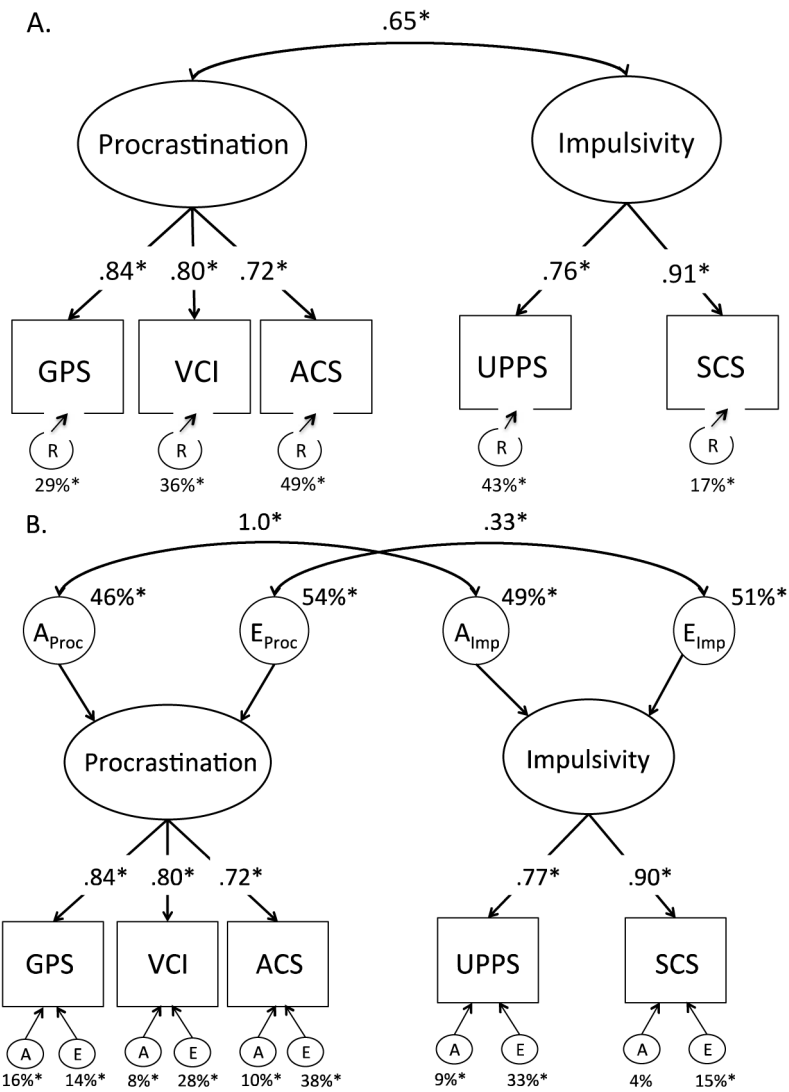 A.
.65*
Procrastination Impulsivity
.84* .80* .72* .76* .91*
GPS VCI ACS UPPS SCS
R R R R R
29%* 36%* 49%* 43%* 17%*
B.
1.0* .33*
46%* 54%* 49%* 51%*
AProc EProc AImp EImp
Procrastination Impulsivity
.84* .80* .72* .77* .90*
GPS VCI ACS UPPS SCS
A E A E A E A E A E
16%* 14%* 8%* 28%* 10%* 38%* 9%* 33%* 4% 15%*